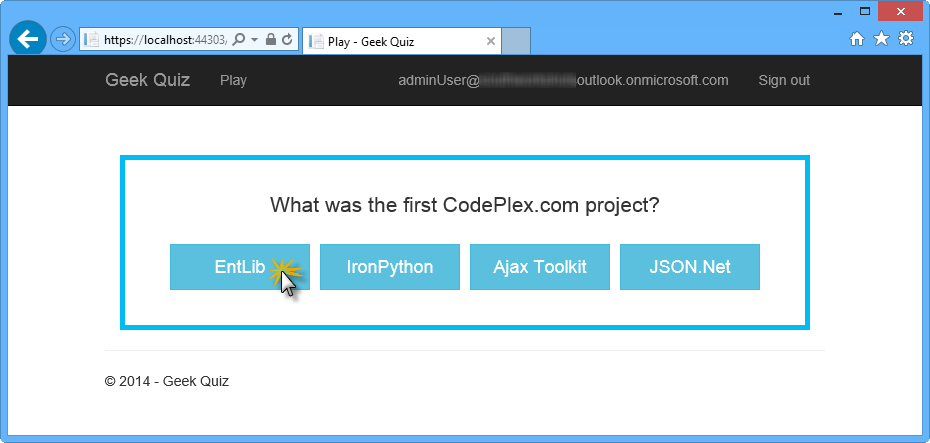 https://localhost:44303/
Play - Geek Quiz
Geek Quiz Play adminUser@ outlook.onmicrosoft.com Sign out
What was the first CodePlex.com project?
EntLib IronPython Ajax Toolkit JSON.Net
© 2014 - Geek Quiz